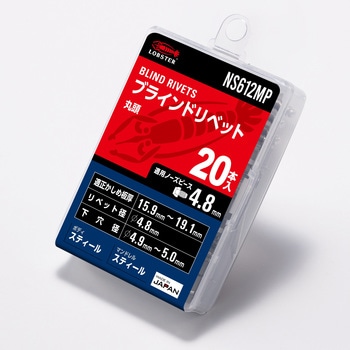 LOBSTER
NS612MP
BLIND RIVETS
ブラインドリベット
丸頭
20本入
適用ノーズピース
4.8mm
適正かしめ板厚 15.9mm～19.1mm
リベット径 ∮4.8mm
下穴径 ∮4.9mm～5.0mm
ボディ スティール
マンドレル スティール
MADE IN JAPAN